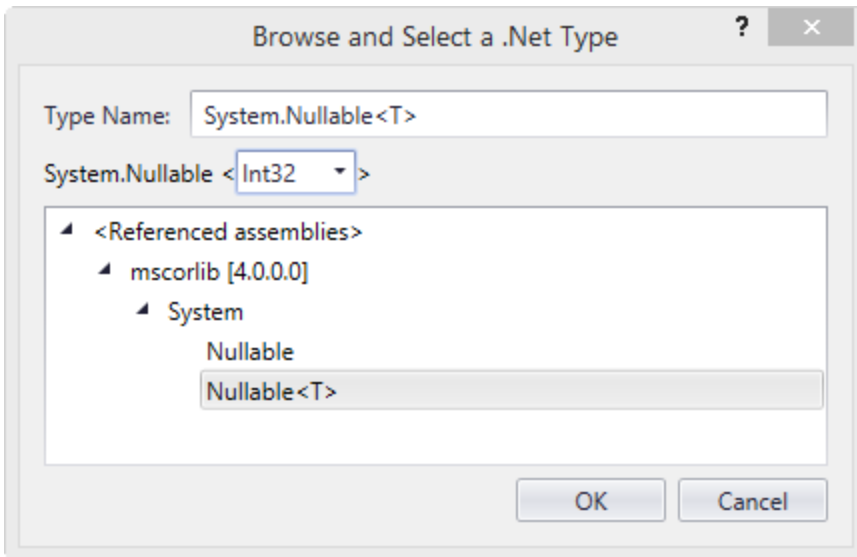 Browse and Select a .Net Type
? ×
Type Name: System.Nullable<T>
System.Nullable < Int32 >
<Referenced assemblies>
mscorlib [4.0.0.0]
System
Nullable
Nullable<T>
OK Cancel